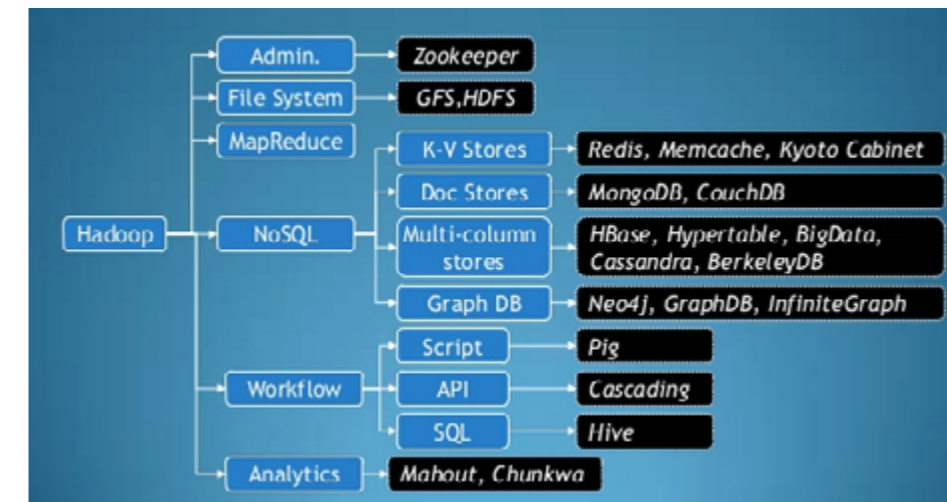 Admin.
Zookeeper
File System
GFS,HDFS
MapReduce
K-V Stores
Redis, Memcache, Kyoto Cabinet
Doc Stores
MongoDB, CouchDB
Hadoop
NoSQL
Multi-column
stores
HBase, Hypertable, BigData,
Cassandra, BerkeleyDB
Graph DB
Neo4j, GraphDB, InfiniteGraph
Script
Pig
Workflow
API
Cascading
SQL
Hive
Analytics
Mahout, Chunkwa